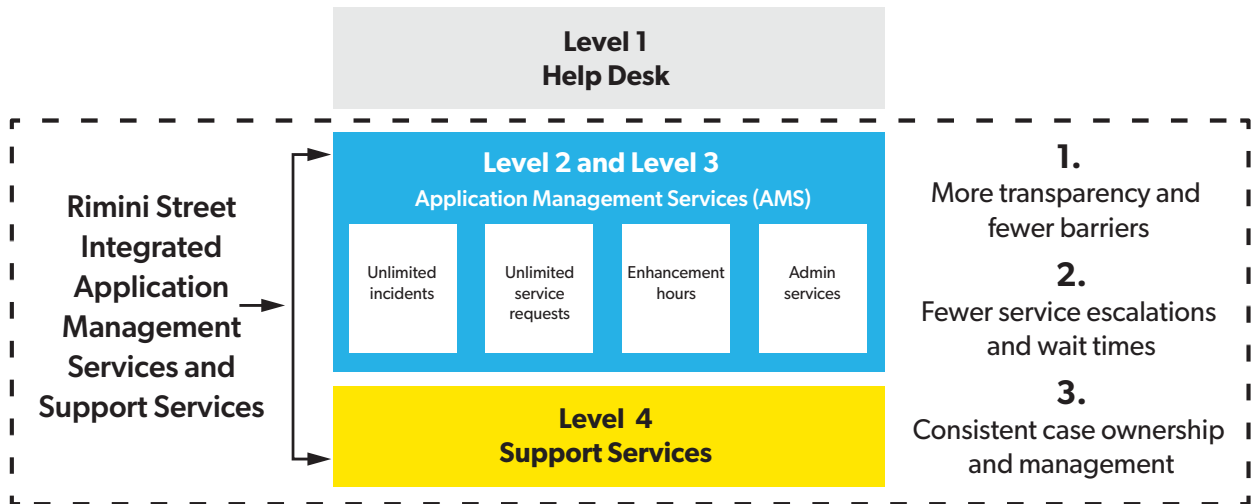 Level 1
Help Desk
Rimini Street
Integrated
Application
Management
Services and
Support Services
Level 2 and Level 3
Application Management Services (AMS)
Unlimited
incidents
Unlimited
service
requests
Enhancement
hours
Admin
services
Level 4
Support Services
1.
More transparency and
fewer barriers
2.
Fewer service escalations
and wait times
3.
Consistent case ownership
and management